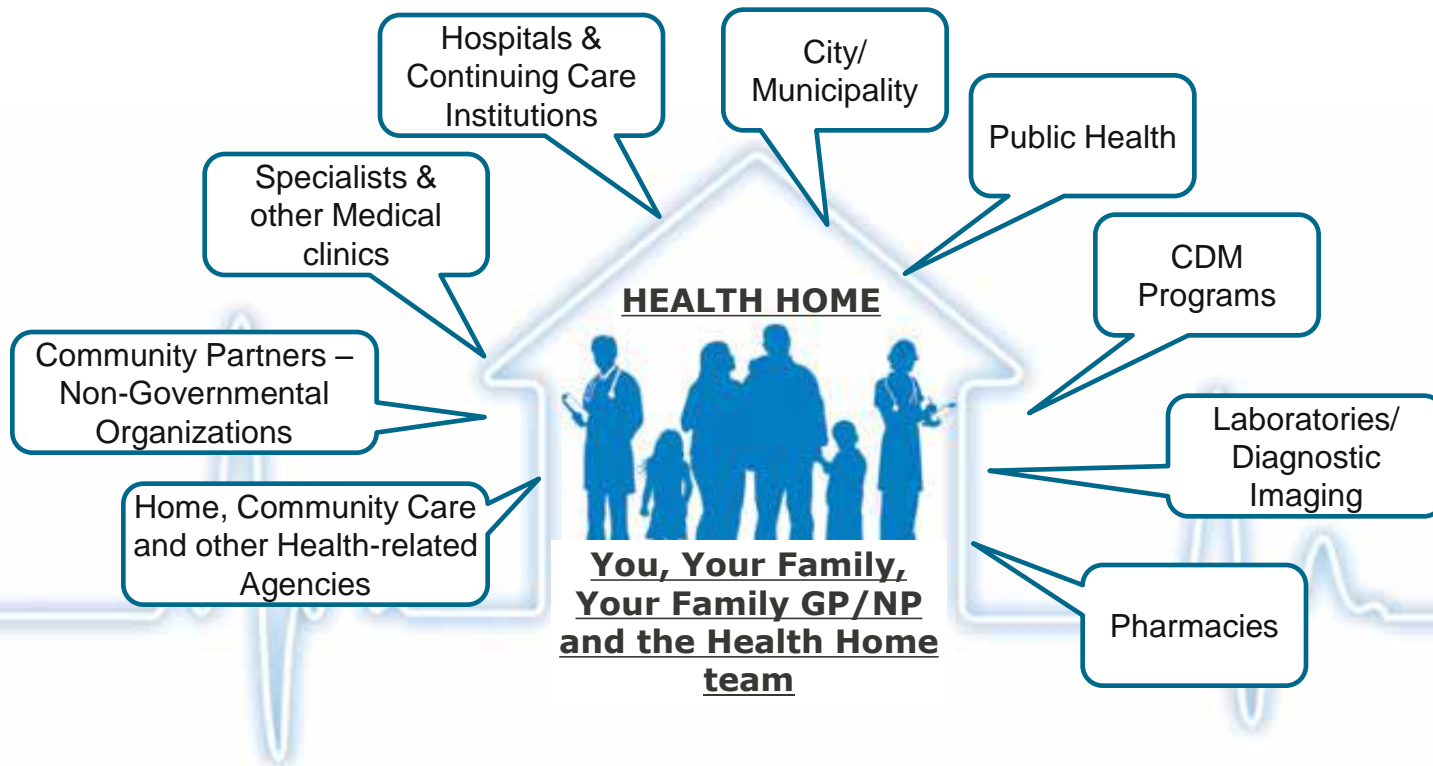 Hospitals &
Continuing Care
Institutions
City/
Municipality
Public Health
Specialists &
other Medical
clinics
CDM
Programs
HEALTH HOME
Community Partners –
Non-Governmental
Organizations
Laboratories/
Diagnostic
Imaging
Home, Community Care
and other Health-related
Agencies
You, Your Family,
Your Family GP/NP
and the Health Home
team
Pharmacies